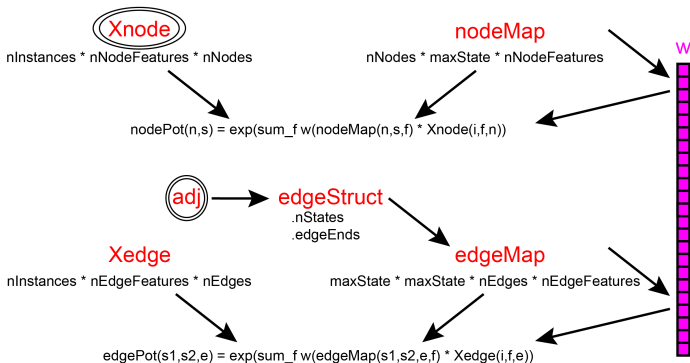 Xnode
nodeMap
w
nInstances * nNodeFeatures * nNodes
nNodes * maxState * nNodeFeatures
nodePot(n,s) = exp(sum_f w(nodeMap(n,s,f) * Xnode(i,f,n))
adj
edgeStruct
.nStates
.edgeEnds
Xedge
edgeMap
nInstances * nEdgeFeatures * nEdges
maxState * maxState * nEdges * nEdgeFeatures
edgePot(s1,s2,e) = exp(sum_f w(edgeMap(s1,s2,e,f) * Xedge(i,f,e))